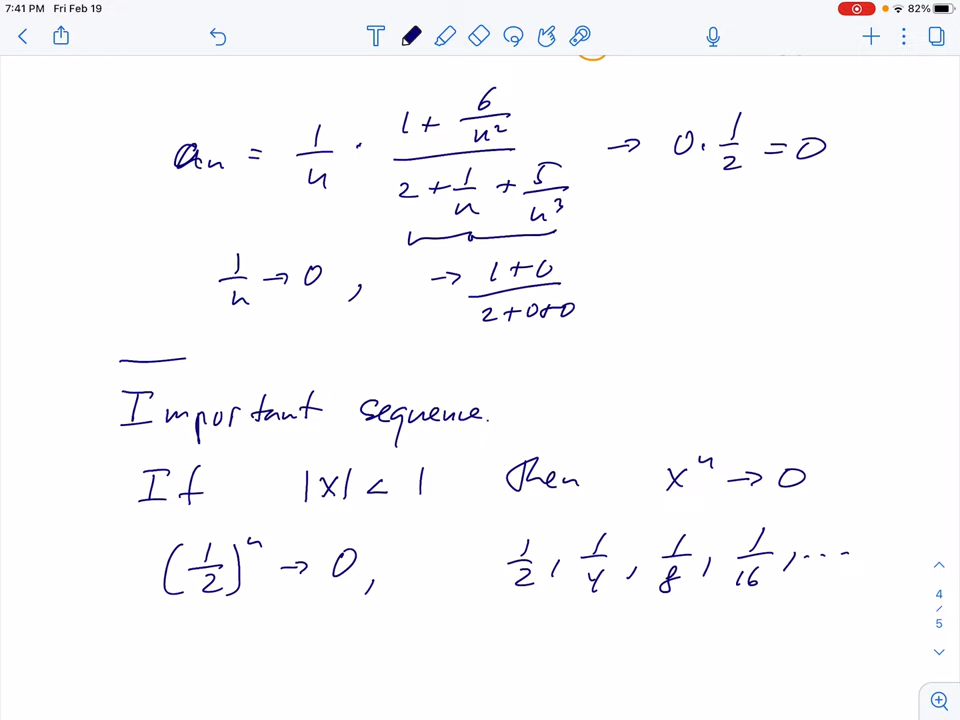 7:41 PM Fri Feb 19 82%
a_n = 1/n · (1 + 6/n²)/(2 + 1/n + 5/n³) → 0 · 1/2 = 0
1/n → 0 , → (1+0)/(2+0+0)
Important sequence.
If |x| < 1 then xⁿ → 0
(1/2)ⁿ → 0, 1/2, 1/4, 1/8, 1/16, ...
4
/
5